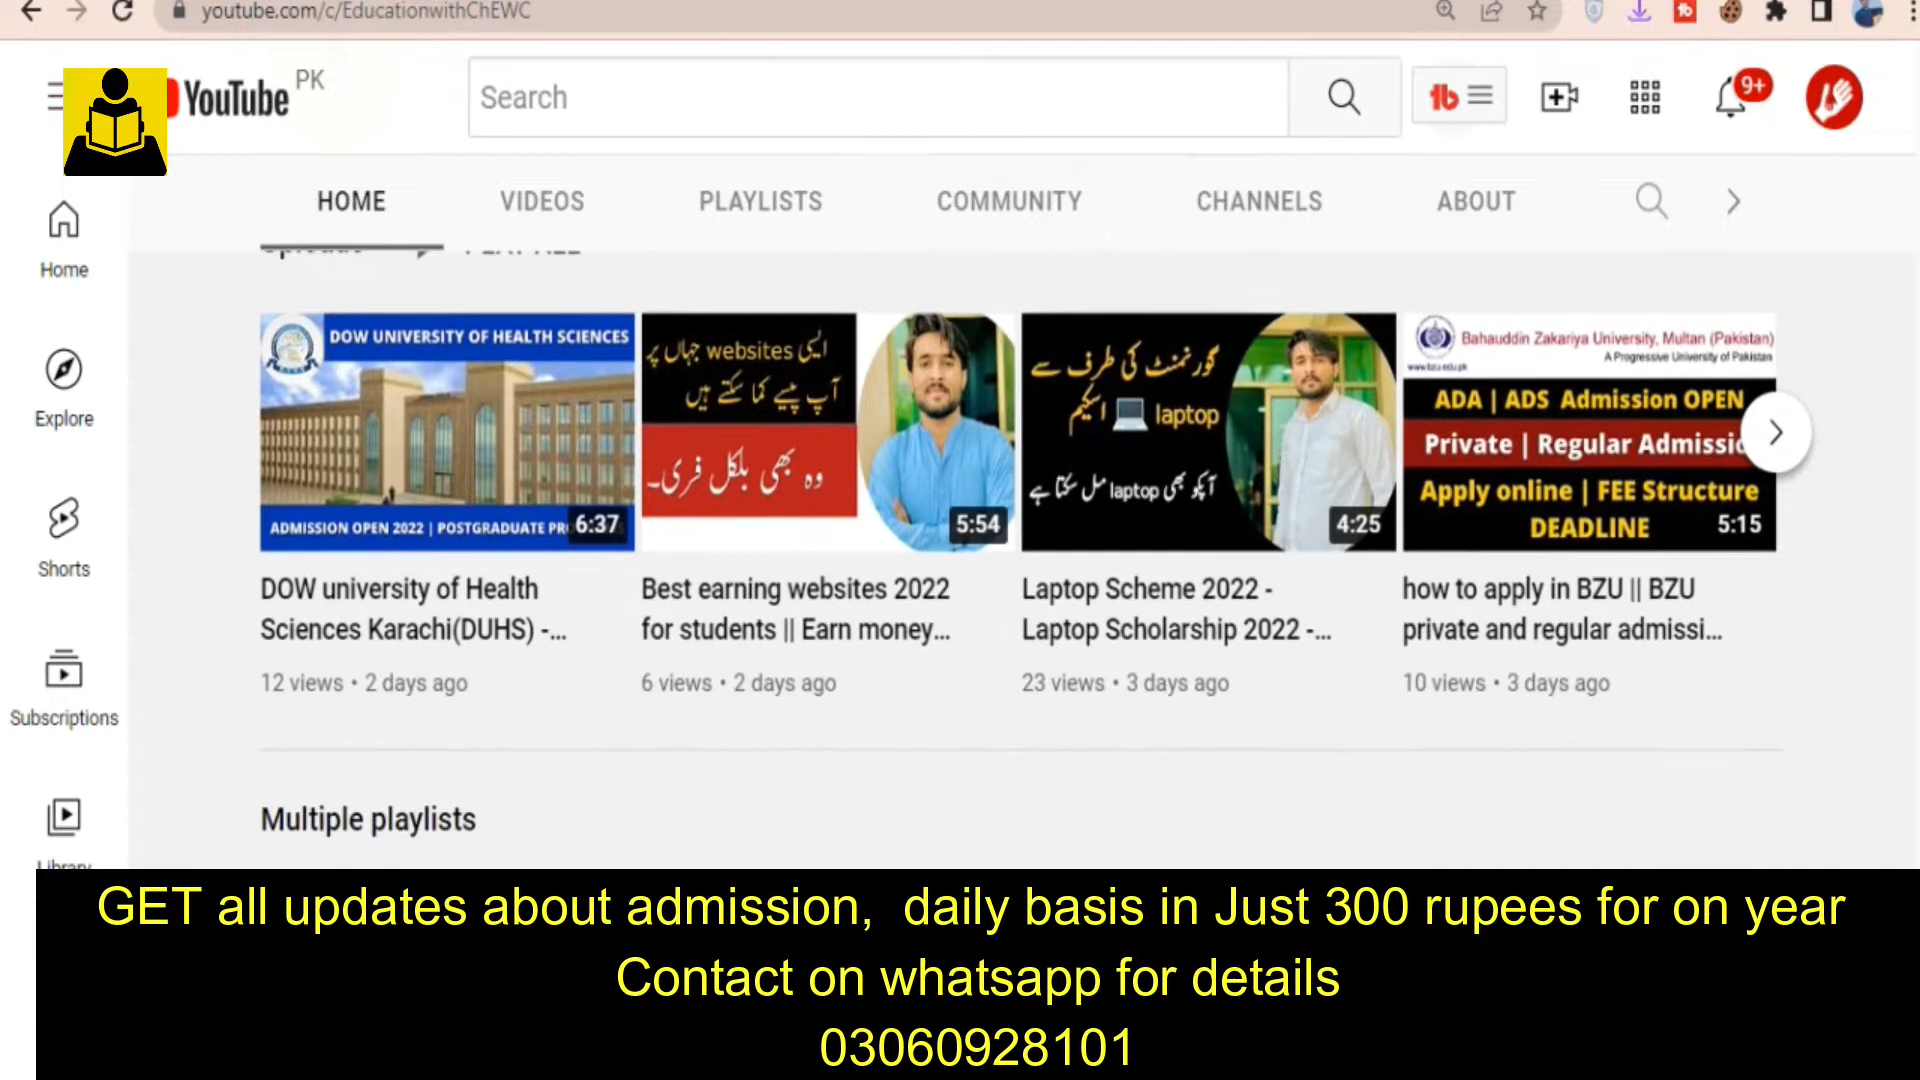 youtube.com/c/EducationwithChEWC
YouTube PK
Search
9+
HOME VIDEOS PLAYLISTS COMMUNITY CHANNELS ABOUT
Home
Explore
Shorts
Subscriptions
Library
DOW UNIVERSITY OF HEALTH SCIENCES
ADMISSION OPEN 2022 | POSTGRADUATE PR
6:37
ایسی websites جہاں پر
آپ پیسے کما سکتے ہیں
وہ بھی بلکل فری۔
5:54
گورنمنٹ کی طرف سے
laptop اسکیم
آپکو بھی laptop مل سکتا ہے
4:25
Bahauddin Zakariya University, Multan (Pakistan)
A Progressive University of Pakistan
www.bzu.edu.pk
ADA | ADS Admission OPEN
Private | Regular Admissio
Apply online | FEE Structure
DEADLINE
5:15
DOW university of Health
Sciences Karachi(DUHS) -...
12 views • 2 days ago
Best earning websites 2022
for students || Earn money...
6 views • 2 days ago
Laptop Scheme 2022 -
Laptop Scholarship 2022 -...
23 views • 3 days ago
how to apply in BZU || BZU
private and regular admissi...
10 views • 3 days ago
Multiple playlists
GET all updates about admission, daily basis in Just 300 rupees for on year
Contact on whatsapp for details
03060928101